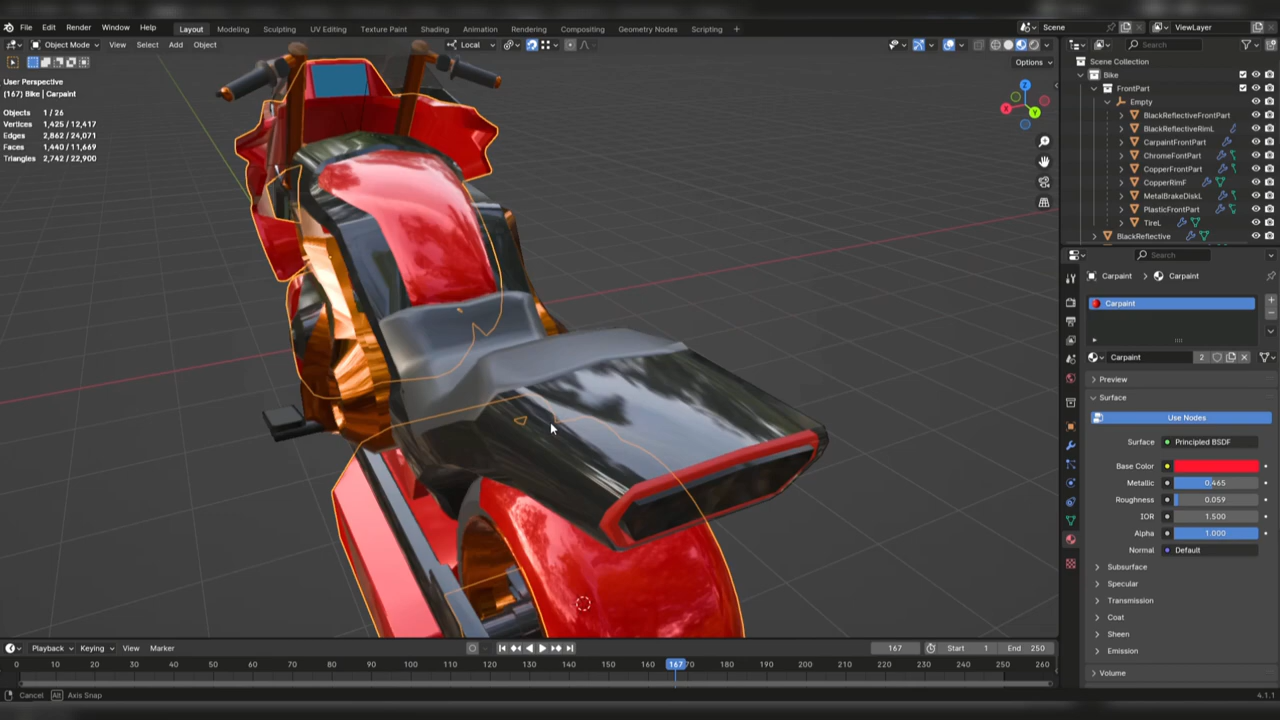 File Edit Render Window Help Layout Modeling Sculpting UV Editing Texture Paint Shading Animation Rendering Compositing Geometry Nodes Scripting + Scene ViewLayer
Object Mode View Select Add Object Local Search
Options
User Perspective
(167) Bike | Carpaint
Objects 1 / 26
Vertices 1,425 / 12,417
Edges 2,862 / 24,071
Faces 1,440 / 11,669
Triangles 2,742 / 22,900
Z
X
Y
Scene Collection
Bike
FrontPart
Empty
BlackReflectiveFrontPart
BlackReflectiveRimL
CarpaintFrontPart
ChromeFontPart
CopperFrontPart
CopperRimF
MetalBrakeDiskL
PlasticFrontPart
TireL
BlackReflective
Search
Carpaint > Carpaint
Carpaint
Carpaint 2
Preview
Surface
Use Nodes
Surface Principled BSDF
Base Color
Metallic 0.465
Roughness 0.059
IOR 1.500
Alpha 1.000
Normal Default
Subsurface
Specular
Transmission
Coat
Sheen
Emission
Volume
Playback Keying View Marker 167 Start 1 End 250
0 10 20 30 40 50 60 70 80 90 100 110 120 130 140 150 160 167 170 180 190 200 210 220 230 240 250 260
Cancel Alt Axis Snap 4.1.1